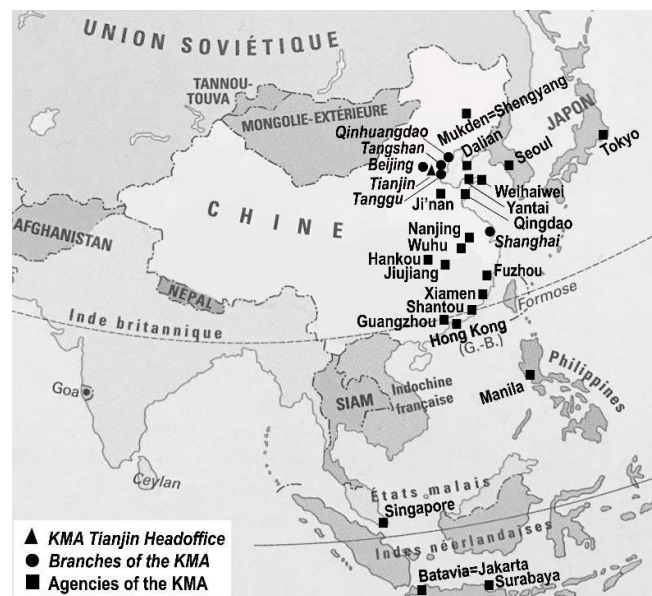 UNION SOVIÉTIQUE
TANNOU-
TOUVA
MONGOLIE-EXTÉRIEURE
Mukden=Shengyang
Qinhuangdao
Tangshan
Beijing
Tianjin
Tanggu
Dalian
Seoul
JAPON
Tokyo
Weihaiwei
Yantai
Qingdao
Ji'nan
CHINE
AFGHANISTAN
Nanjing
Wuhu
Shanghai
Hankou
Jiujiang
Fuzhou
NÉPAL
Xiamen
Formose
Shantou
Inde britannique
Guangzhou
Hong Kong
(G.-B.)
Goa
SIAM
Indochine
française
Manila
Philippines
Ceylan
États malais
Singapore
Indes néerlandaises
Batavia=Jakarta
Surabaya
KMA Tianjin Headoffice
Branches of the KMA
Agencies of the KMA